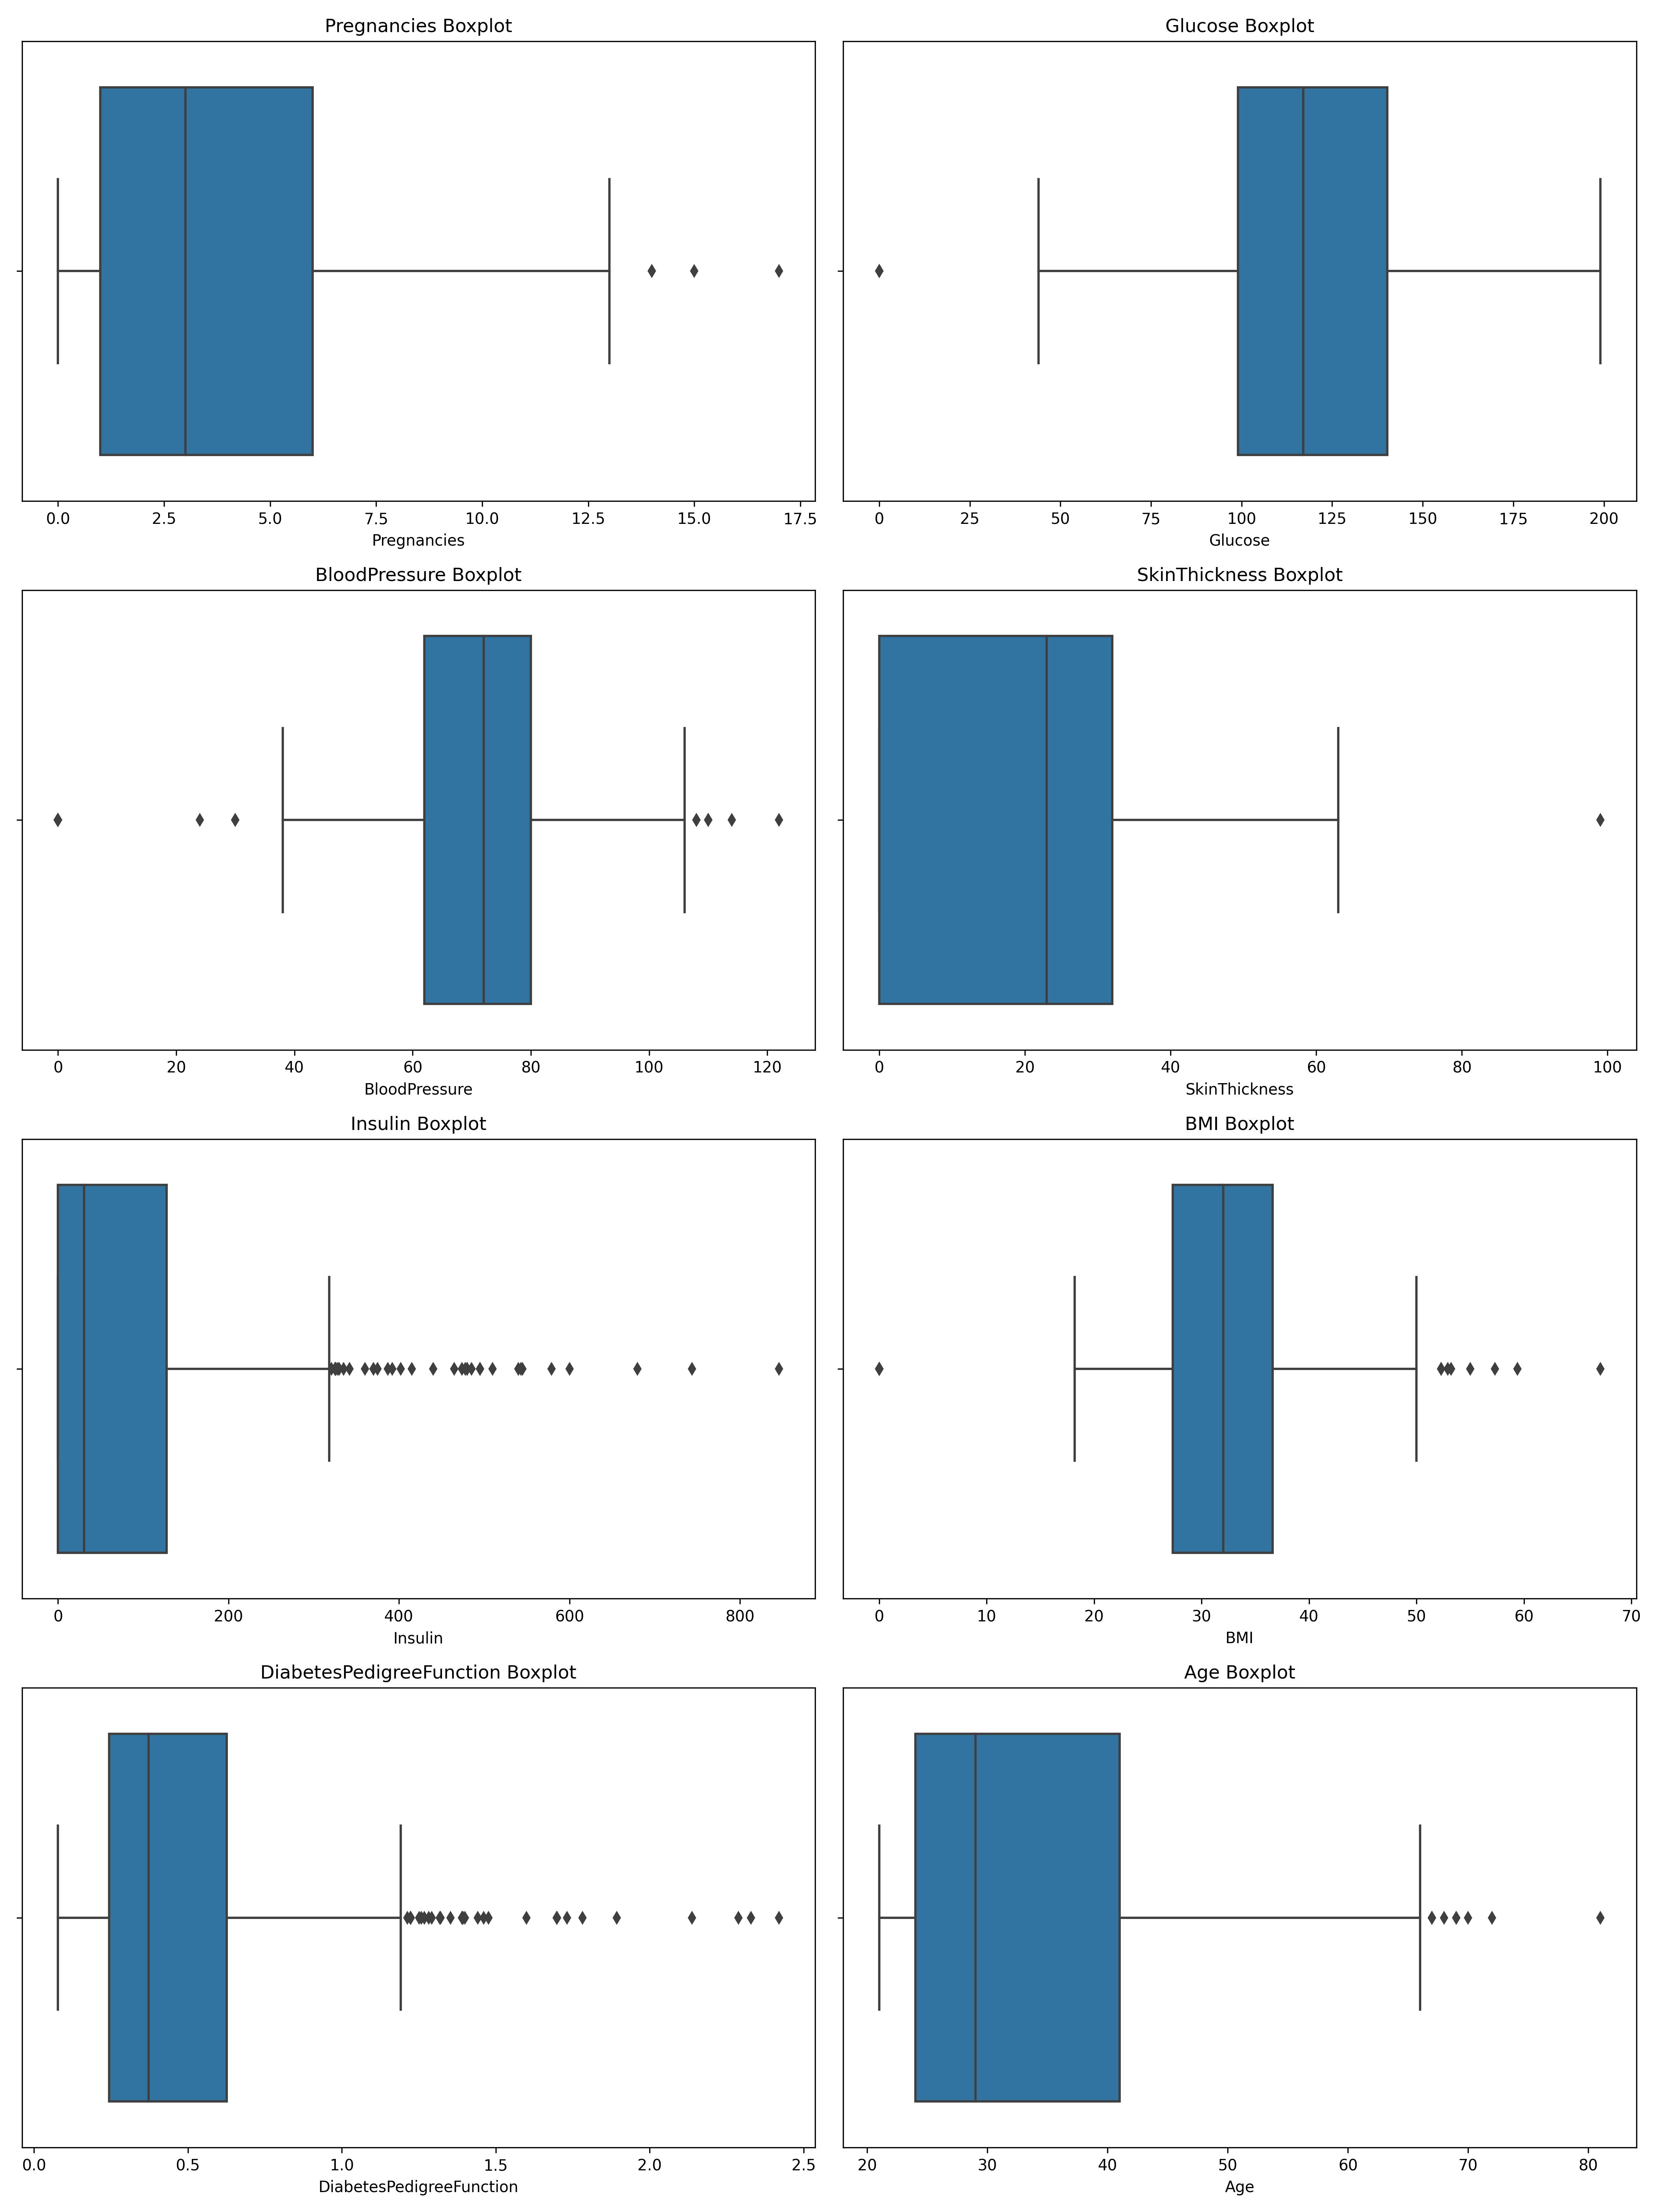 Pregnancies Boxplot
0.0 2.5 5.0 7.5 10.0 12.5 15.0 17.5
Pregnancies
Glucose Boxplot
0 25 50 75 100 125 150 175 200
Glucose
BloodPressure Boxplot
0 20 40 60 80 100 120
BloodPressure
SkinThickness Boxplot
0 20 40 60 80 100
SkinThickness
Insulin Boxplot
0 200 400 600 800
Insulin
BMI Boxplot
0 10 20 30 40 50 60 70
BMI
DiabetesPedigreeFunction Boxplot
0.0 0.5 1.0 1.5 2.0 2.5
DiabetesPedigreeFunction
Age Boxplot
20 30 40 50 60 70 80
Age